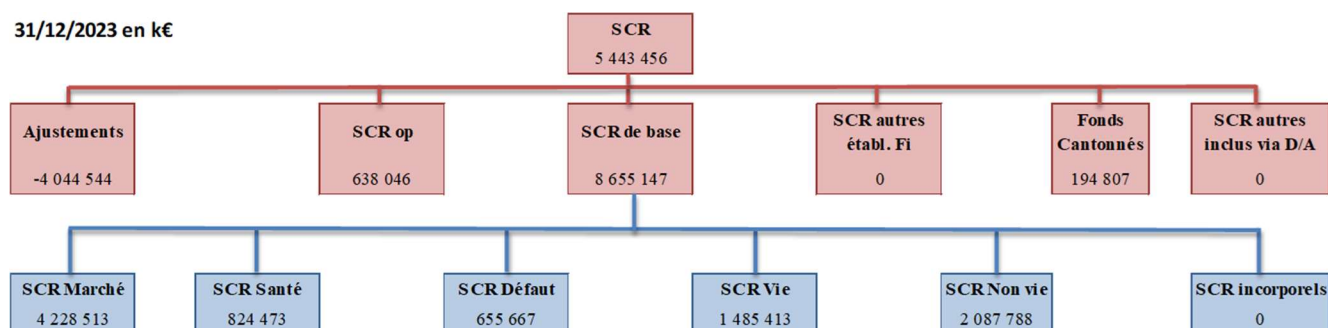 31/12/2023 en k€
SCR
5 443 456
Ajustements
-4 044 544
SCR op
638 046
SCR de base
8 655 147
SCR autres
établ. Fi
0
Fonds
Cantonnés
194 807
SCR autres
inclus via D/A
0
SCR Marché
4 228 513
SCR Santé
824 473
SCR Défaut
655 667
SCR Vie
1 485 413
SCR Non vie
2 087 788
SCR incorporels
0